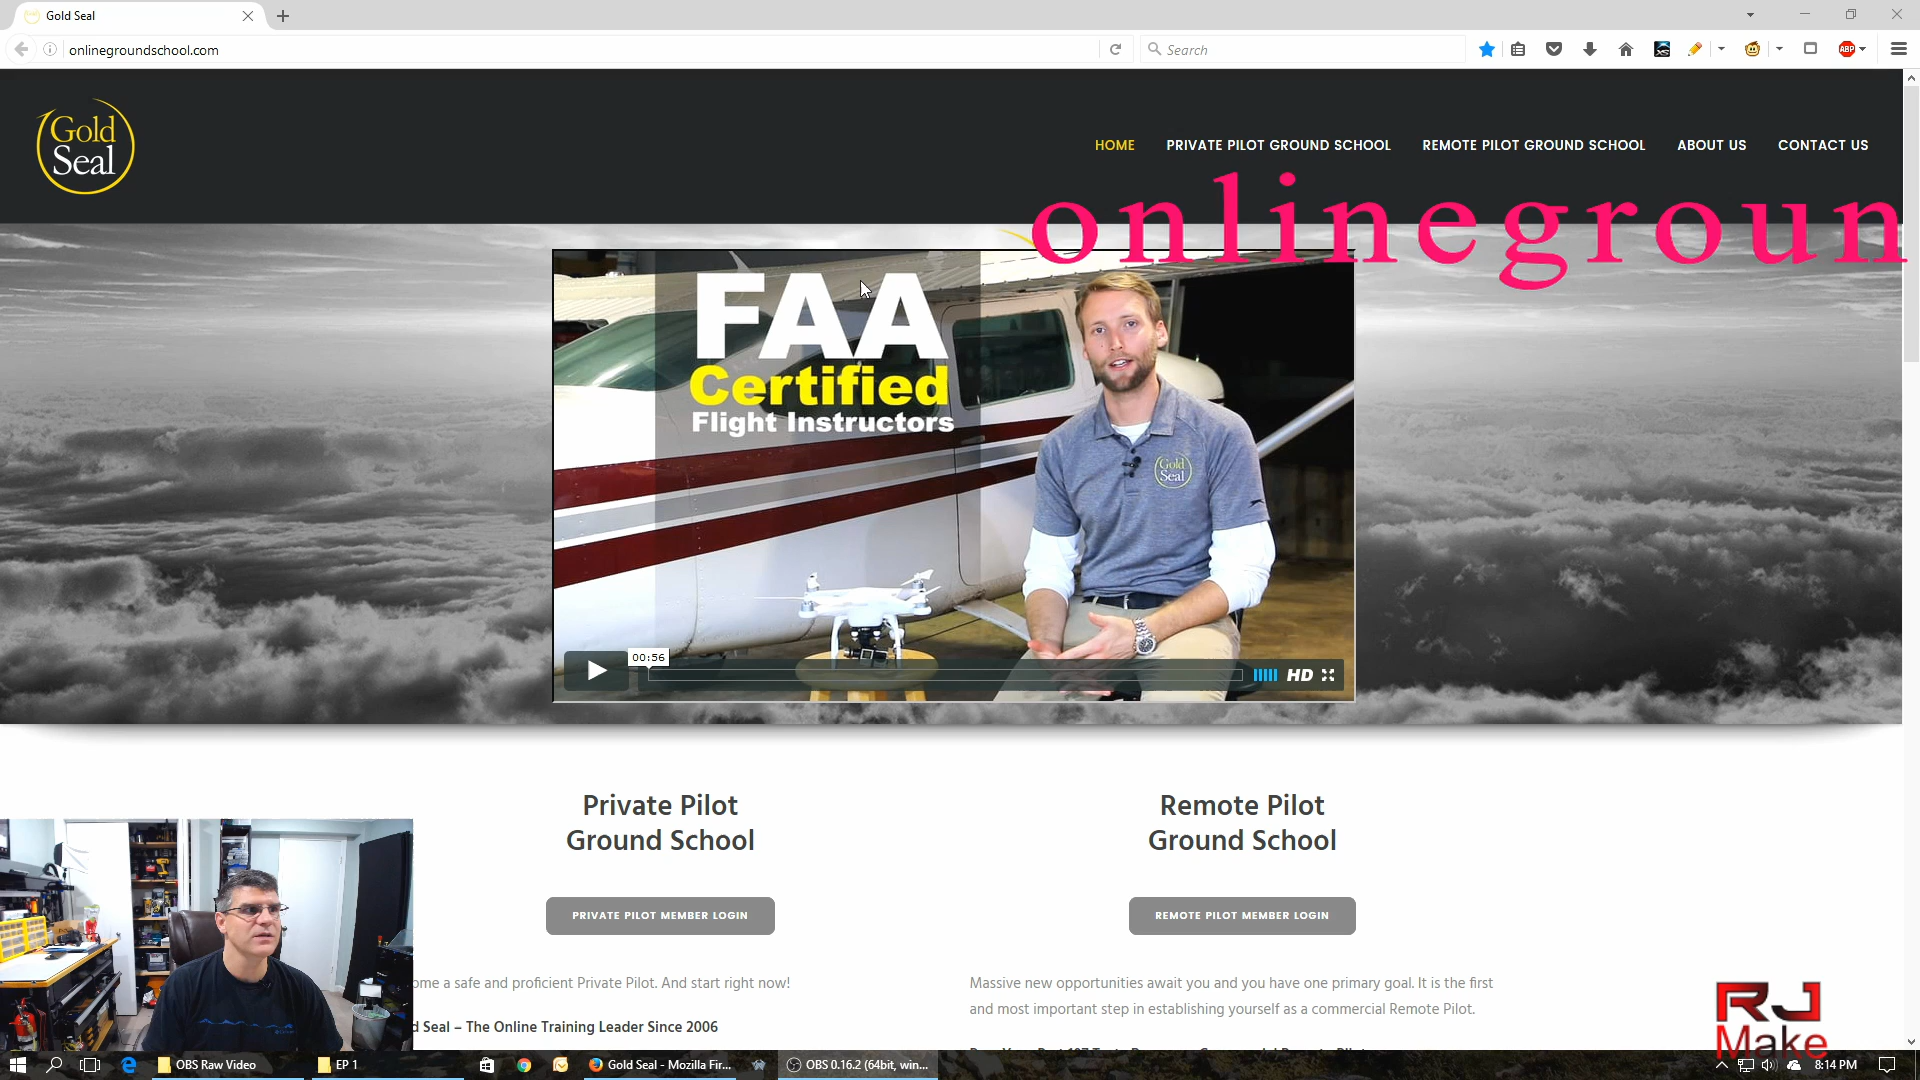 Gold Seal
onlinegroundschool.com
Search
ABP
Gold
Seal
HOME
PRIVATE PILOT GROUND SCHOOL
REMOTE PILOT GROUND SCHOOL
ABOUT US
CONTACT US
onlinegroun
FAA
Certified
Flight Instructors
Gold
Seal
00:56
HD
Private Pilot
Ground School
PRIVATE PILOT MEMBER LOGIN
ome a safe and proficient Private Pilot. And start right now!
d Seal – The Online Training Leader Since 2006
Remote Pilot
Ground School
REMOTE PILOT MEMBER LOGIN
Massive new opportunities await you and you have one primary goal. It is the first
and most important step in establishing yourself as a commercial Remote Pilot.
RJ
Make
OBS Raw Video
EP 1
Gold Seal - Mozilla Fir...
OBS 0.16.2 (64bit, win...
8:14 PM